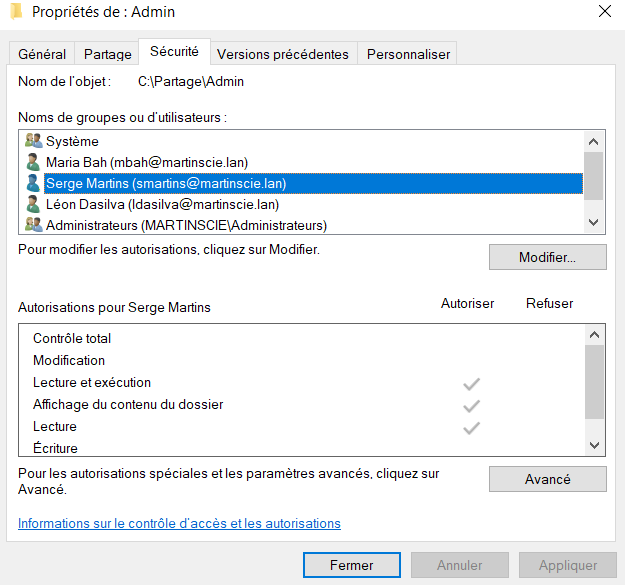 Propriétés de : Admin
Général Partage Sécurité Versions précédentes Personnaliser
Nom de l'objet : C:\Partage\Admin
Noms de groupes ou d'utilisateurs :
Système
Maria Bah (mbah@martinscie.lan)
Serge Martins (smartins@martinscie.lan)
Léon Dasilva (ldasilva@martinscie.lan)
Administrateurs (MARTINSCIE\Administrateurs)
Pour modifier les autorisations, cliquez sur Modifier.
Modifier...
Autorisations pour Serge Martins Autoriser Refuser
Contrôle total
Modification
Lecture et exécution
Affichage du contenu du dossier
Lecture
Écriture
Pour les autorisations spéciales et les paramètres avancés, cliquez sur
Avancé.
Avancé
Informations sur le contrôle d'accès et les autorisations
Fermer Annuler Appliquer